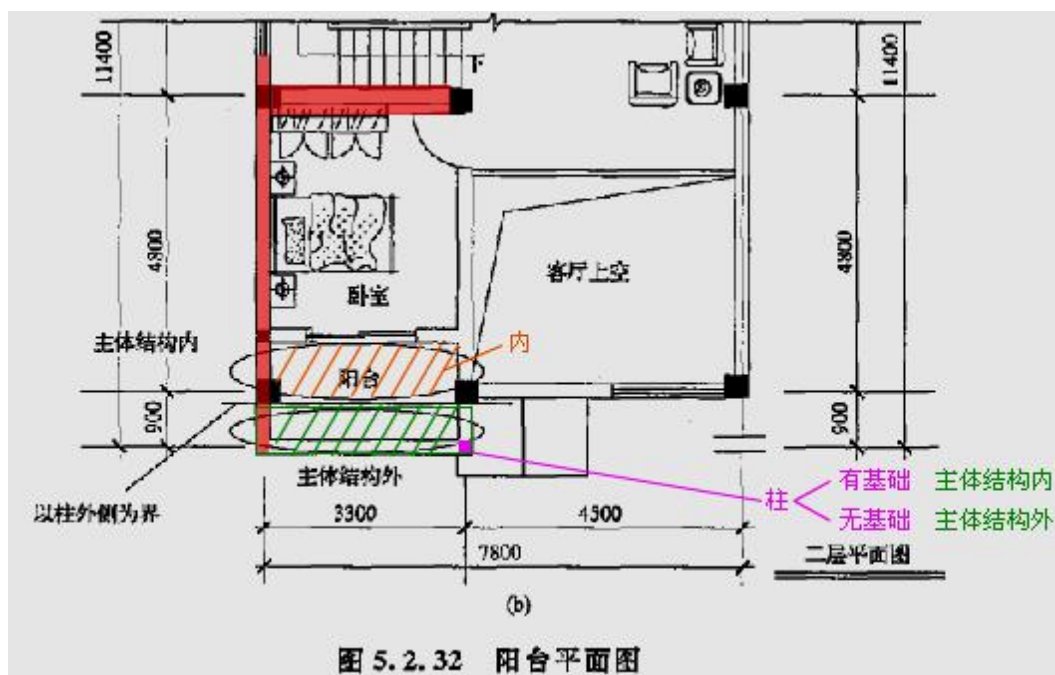 11400
下
11400
4800
客厅上空
4800
卧室
主体结构内
内
阳台
900
900
主体结构外
柱
有基础 主体结构内
以柱外侧为界
3300
4500
无基础 主体结构外
7800
二层平面图
(b)
图 5.2.32 阳台平面图